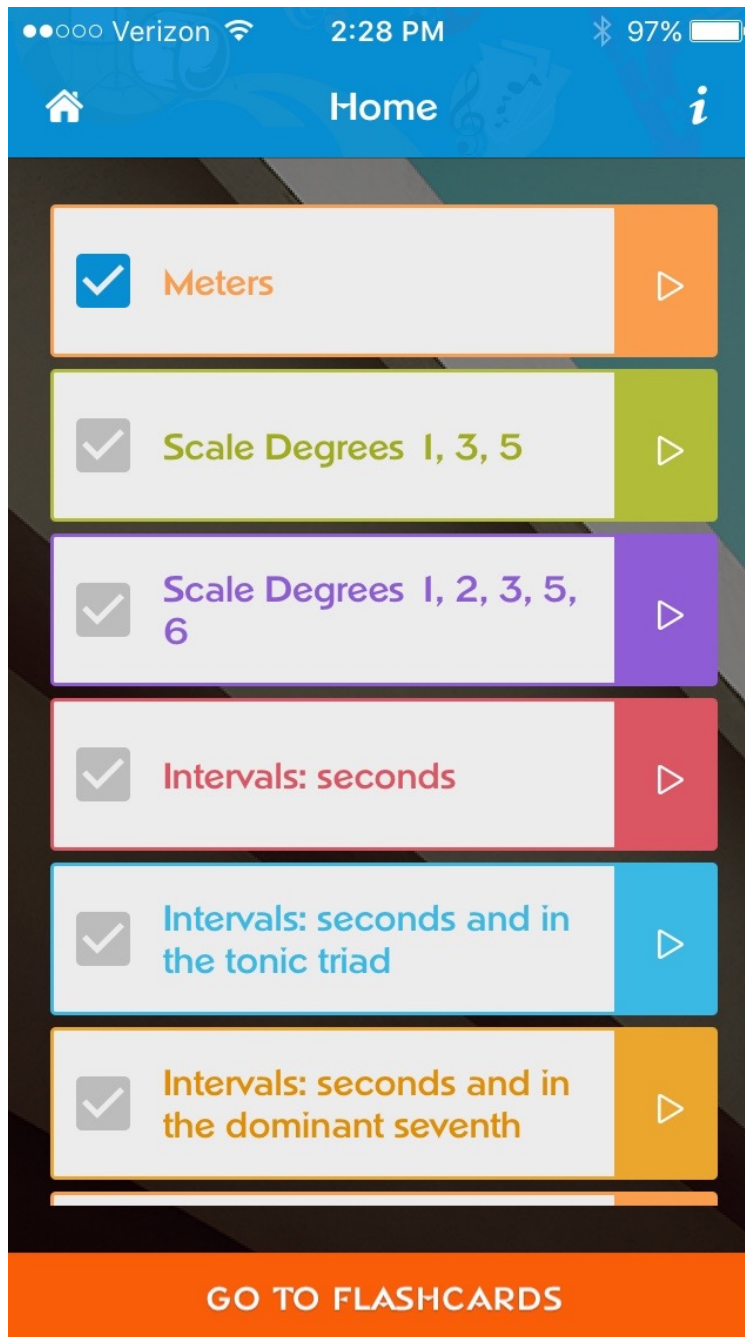 Verizon 2:28 PM 97%
Home i
Meters
Scale Degrees 1, 3, 5
Scale Degrees 1, 2, 3, 5,
6
Intervals: seconds
Intervals: seconds and in
the tonic triad
Intervals: seconds and in
the dominant seventh
GO TO FLASHCARDS